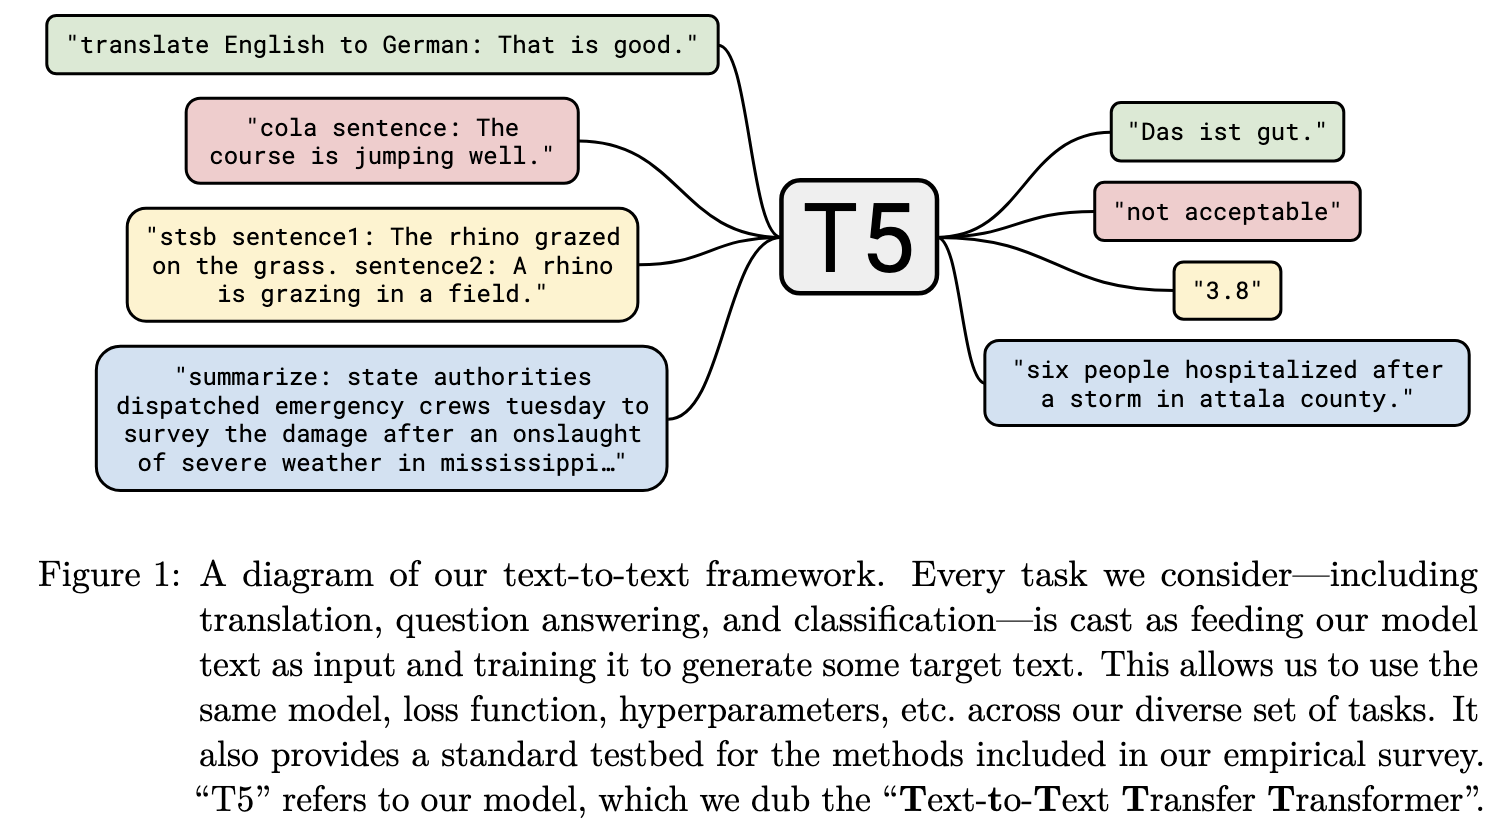 "translate English to German: That is good."
"cola sentence: The
course is jumping well."
"stsb sentence1: The rhino grazed
on the grass. sentence2: A rhino
is grazing in a field."
"summarize: state authorities
dispatched emergency crews tuesday to
survey the damage after an onslaught
of severe weather in mississippi…"
T5
"Das ist gut."
"not acceptable"
"3.8"
"six people hospitalized after
a storm in attala county."
Figure 1: A diagram of our text-to-text framework. Every task we consider—including
translation, question answering, and classification—is cast as feeding our model
text as input and training it to generate some target text. This allows us to use the
same model, loss function, hyperparameters, etc. across our diverse set of tasks. It
also provides a standard testbed for the methods included in our empirical survey.
“T5” refers to our model, which we dub the “Text-to-Text Transfer Transformer”.